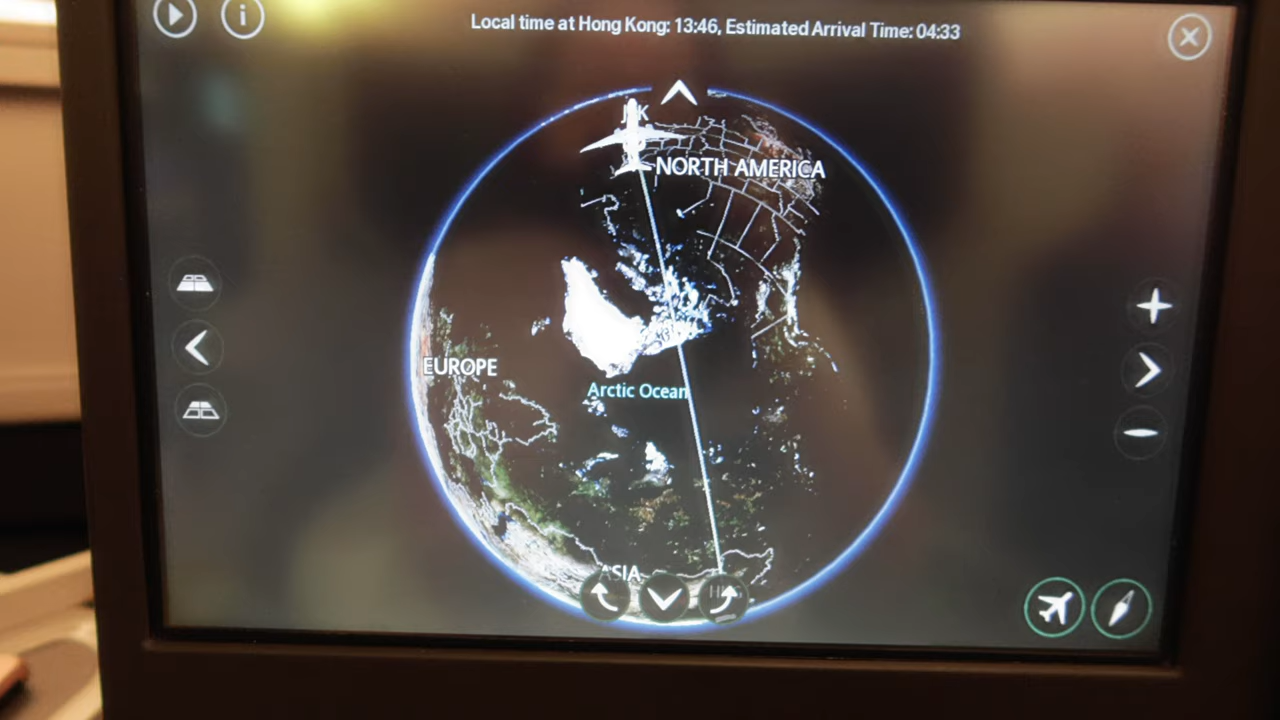 Local time at Hong Kong: 13:46, Estimated Arrival Time: 04:33
NORTH AMERICA
EUROPE
Arctic Ocean
ASIA